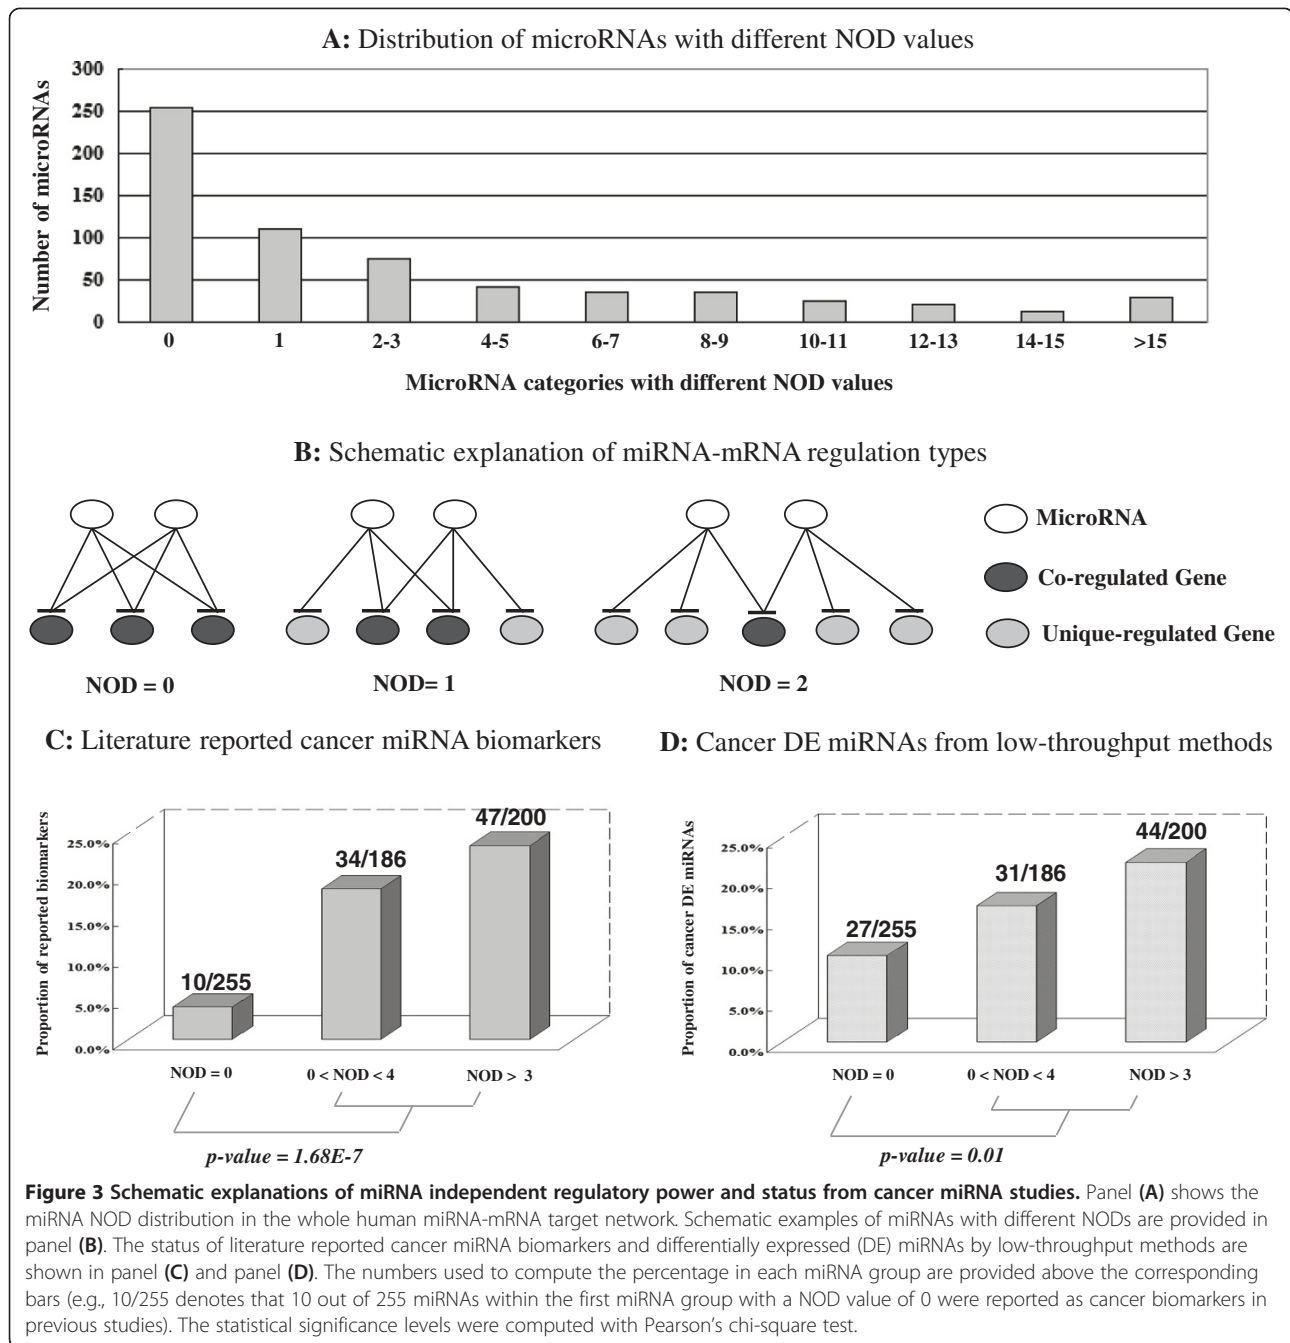 A: Distribution of microRNAs with different NOD values
Number of microRNAs
300
250
200
150
100
50
0
0 1 2-3 4-5 6-7 8-9 10-11 12-13 14-15 >15
MicroRNA categories with different NOD values
B: Schematic explanation of miRNA-mRNA regulation types
MicroRNA
Co-regulated Gene
Unique-regulated Gene
NOD = 0 NOD= 1 NOD = 2
C: Literature reported cancer miRNA biomarkers
Proportion of reported biomarkers
25.0%
20.0%
15.0%
10.0%
5.0%
0.0%
10/255
34/186
47/200
NOD = 0 0 < NOD < 4 NOD > 3
p-value = 1.68E-7
D: Cancer DE miRNAs from low-throughput methods
Proportion of cancer DE miRNAs
25.0%
20.0%
15.0%
10.0%
5.0%
0.0%
27/255
31/186
44/200
NOD = 0 0 < NOD < 4 NOD > 3
p-value = 0.01
Figure 3 Schematic explanations of miRNA independent regulatory power and status from cancer miRNA studies. Panel (A) shows the
miRNA NOD distribution in the whole human miRNA-mRNA target network. Schematic examples of miRNAs with different NODs are provided in
panel (B). The status of literature reported cancer miRNA biomarkers and differentially expressed (DE) miRNAs by low-throughput methods are
shown in panel (C) and panel (D). The numbers used to compute the percentage in each miRNA group are provided above the corresponding
bars (e.g., 10/255 denotes that 10 out of 255 miRNAs within the first miRNA group with a NOD value of 0 were reported as cancer biomarkers in
previous studies). The statistical significance levels were computed with Pearson's chi-square test.